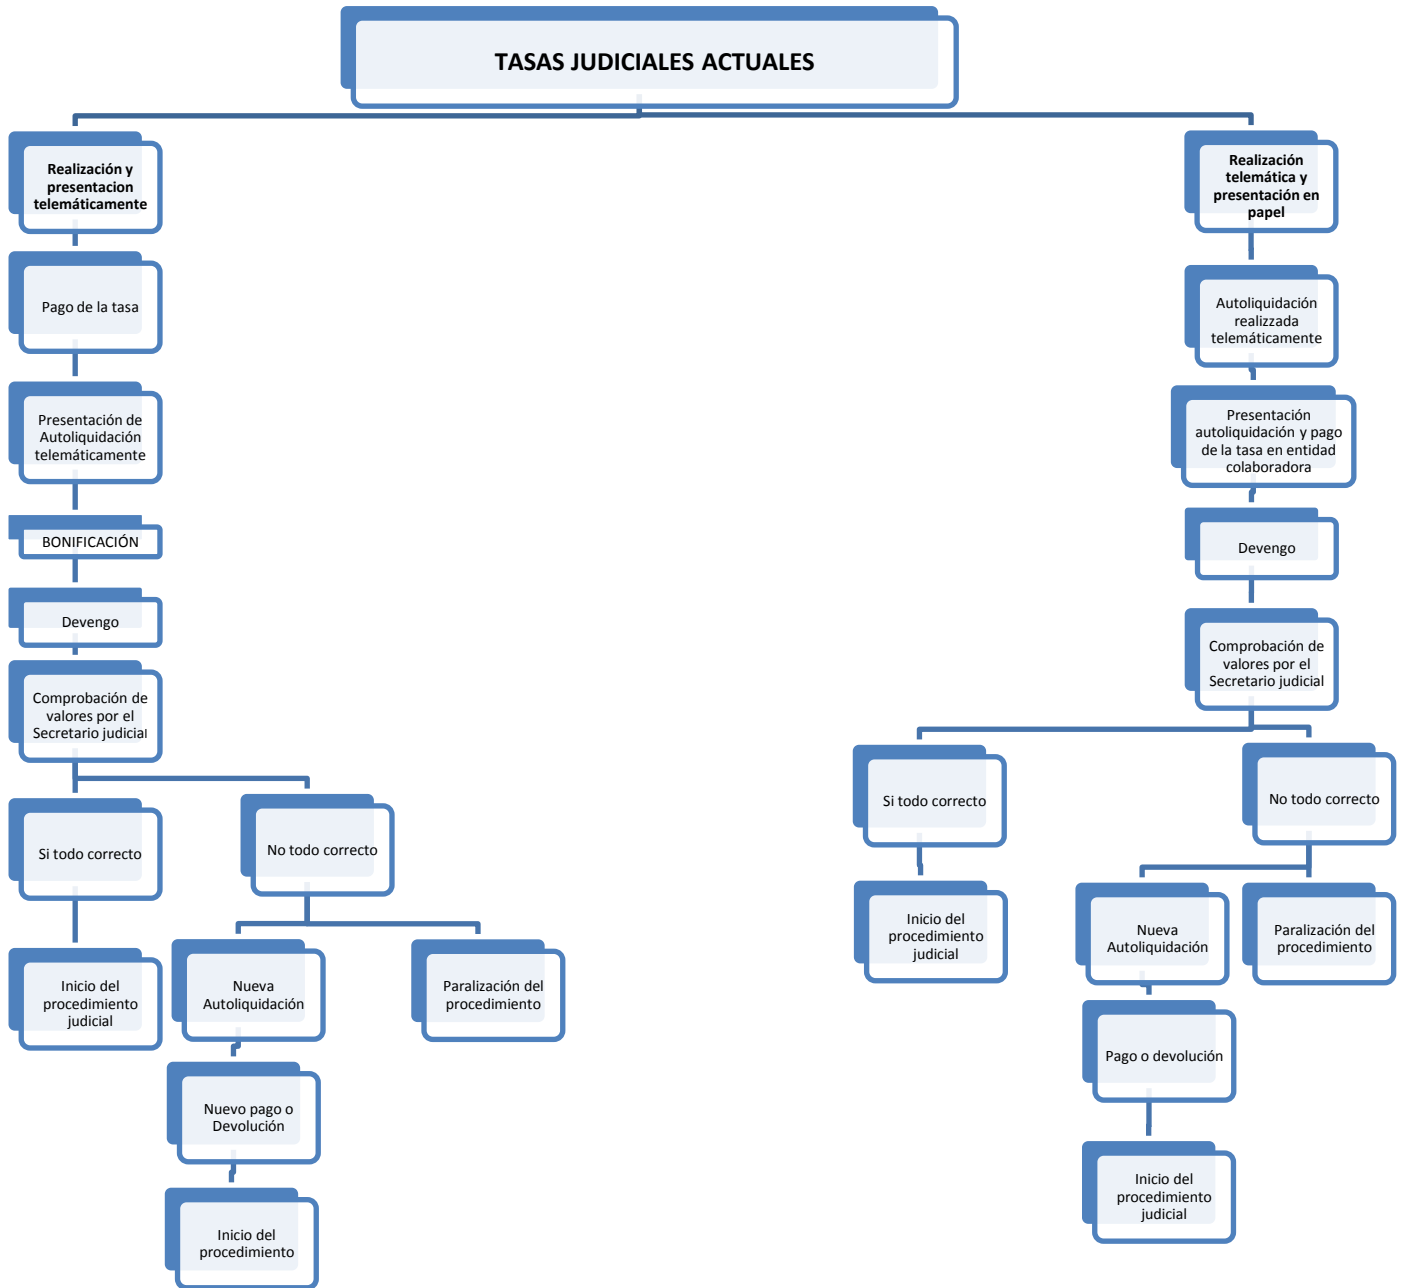 TASAS JUDICIALES ACTUALES
Realización y
presentacion
telemáticamente
Pago de la tasa
Presentación de
Autoliquidación
telemáticamente
BONIFICACIÓN
Devengo
Comprobación de
valores por el
Secretario judicial
Si todo correcto
Inicio del
procedimiento
judicial
No todo correcto
Nueva
Autoliquidación
Nuevo pago o
Devolución
Inicio del
procedimiento
Paralización del
procedimiento
Realización
telemática y
presentación en
papel
Autoliquidación
realizzada
telemáticamente
Presentación
autoliquidación y pago
de la tasa en entidad
colaboradora
Devengo
Comprobación de
valores por el
Secretario judicial
Si todo correcto
Inicio del
procedimiento
judicial
No todo correcto
Nueva
Autoliquidación
Pago o devolución
Inicio del
procedimiento
judicial
Paralización del
procedimiento